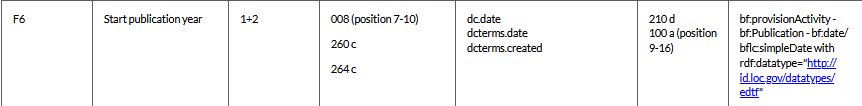 F6
Start publication year
1+2
008 (position 7-10)
260 c
264 c
dc.date
dcterms.date
dcterms.created
210 d
100 a (position
9-16)
bf:provisionActivity -
bf:Publication - bf:date/
bflc:simpleDate with
rdf:datatype="http://
id.loc.gov/datatypes/
edtf"